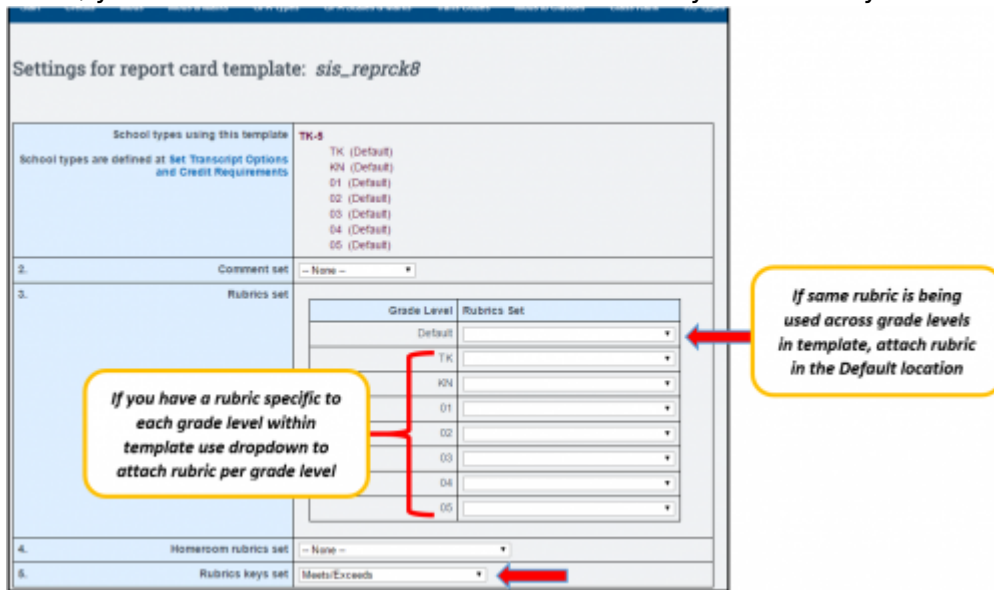 Settings for report card template: sis_reprck8
School types using this template
School types are defined at Set Transcript Options
and Credit Requirements
TK-5
TK (Default)
KN (Default)
01 (Default)
02 (Default)
03 (Default)
04 (Default)
05 (Default)
2. Comment set
-- None --
3. Rubrics set
Grade Level Rubrics Set
Default
TK
KN
01
02
03
04
05
If you have a rubric specific to
each grade level within
template use dropdown to
attach rubric per grade level
If same rubric is being
used across grade levels
in template, attach rubric
in the Default location
4. Homeroom rubrics set
-- None --
5. Rubrics keys set
Meets/Exceeds